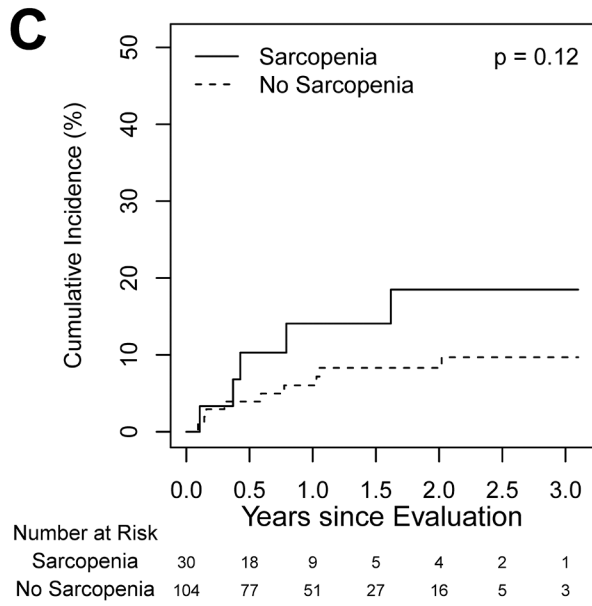 C
Sarcopenia
No Sarcopenia
p = 0.12
Cumulative Incidence (%)
50
40
30
20
10
0
0.0 0.5 1.0 1.5 2.0 2.5 3.0
Years since Evaluation
Number at Risk
Sarcopenia 30 18 9 5 4 2 1
No Sarcopenia 104 77 51 27 16 5 3